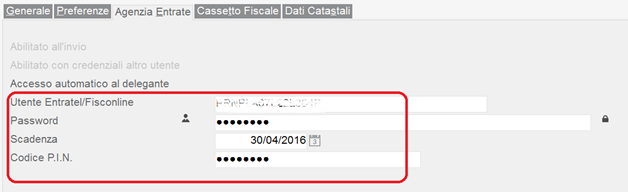 Generale Preferenze Agenzia Entrate Cassetto Fiscale Dati Catastali
Abilitato all'invio
Abilitato con credenziali altro utente
Accesso automatico al delegante
Utente Entratel/Fisconline
Password ●●●●●●●●
Scadenza 30/04/2016 3
Codice P.I.N. ●●●●●●●●